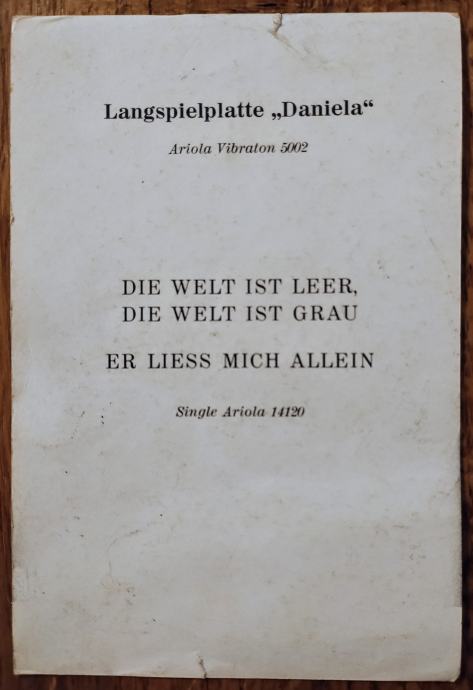 Langspielplatte „Daniela“
Ariola Vibraton 5002
DIE WELT IST LEER,
DIE WELT IST GRAU
ER LIESS MICH ALLEIN
Single Ariola 14120